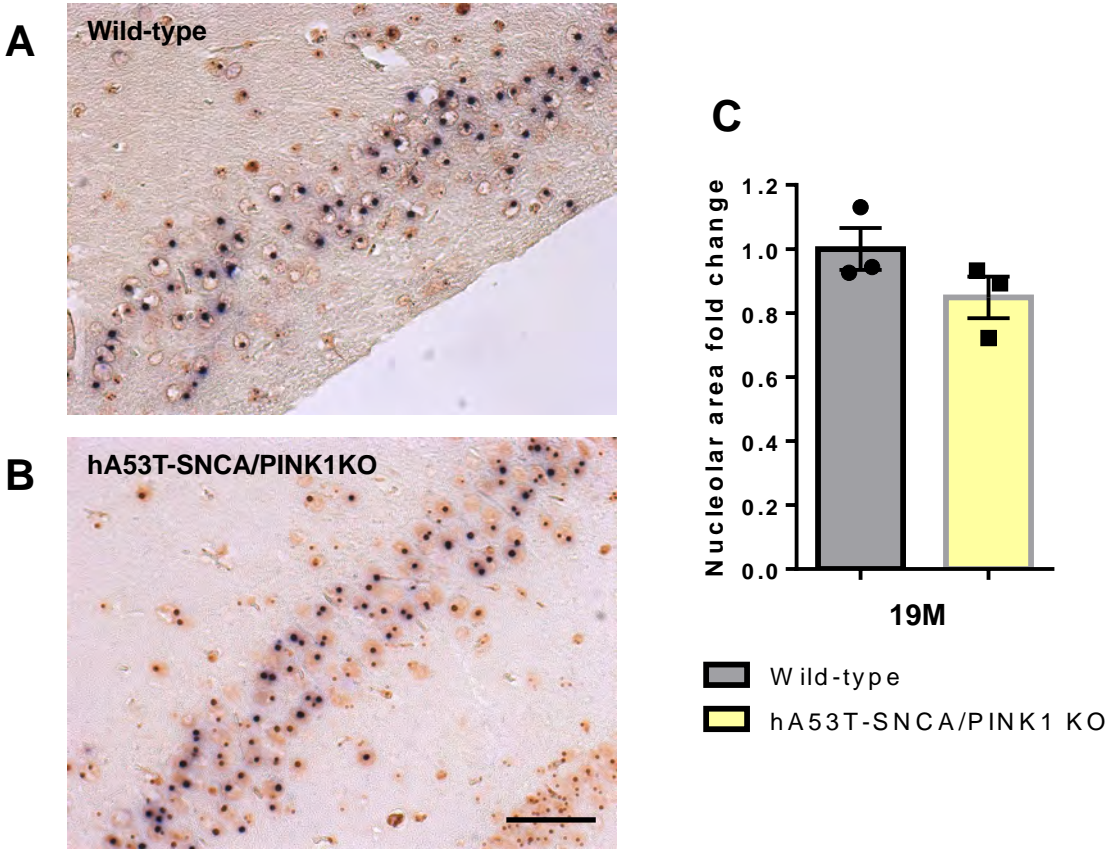 A
Wild-type
B
hA53T-SNCA/PINK1KO
C
Nucleolar area fold change
1.2
1.0
0.8
0.6
0.4
0.2
0.0
19M
Wild-type
hA53T-SNCA/PINK1 KO